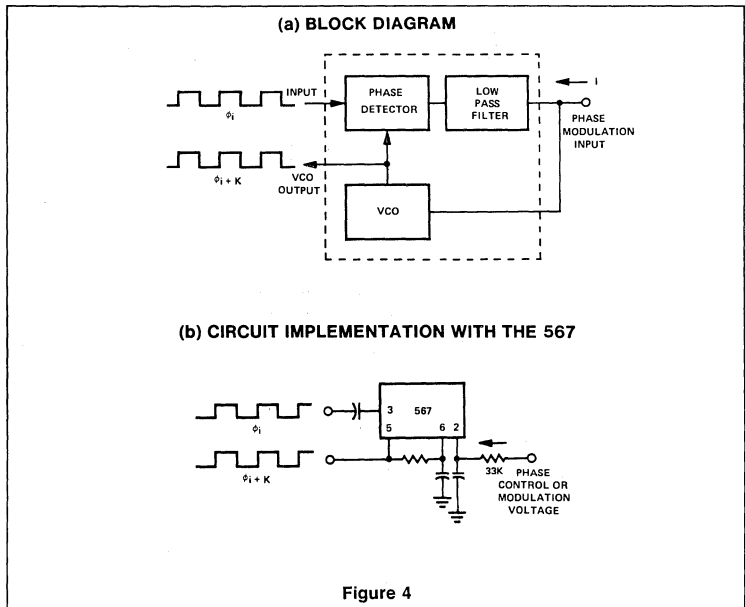 (a) BLOCK DIAGRAM
INPUT
ϕi
PHASE
DETECTOR
LOW
PASS
FILTER
I
PHASE
MODULATION
INPUT
ϕi + K
VCO
OUTPUT
VCO
(b) CIRCUIT IMPLEMENTATION WITH THE 567
ϕi
3 567
5 6 2
ϕi + K
33K
PHASE
CONTROL OR
MODULATION
VOLTAGE
Figure 4